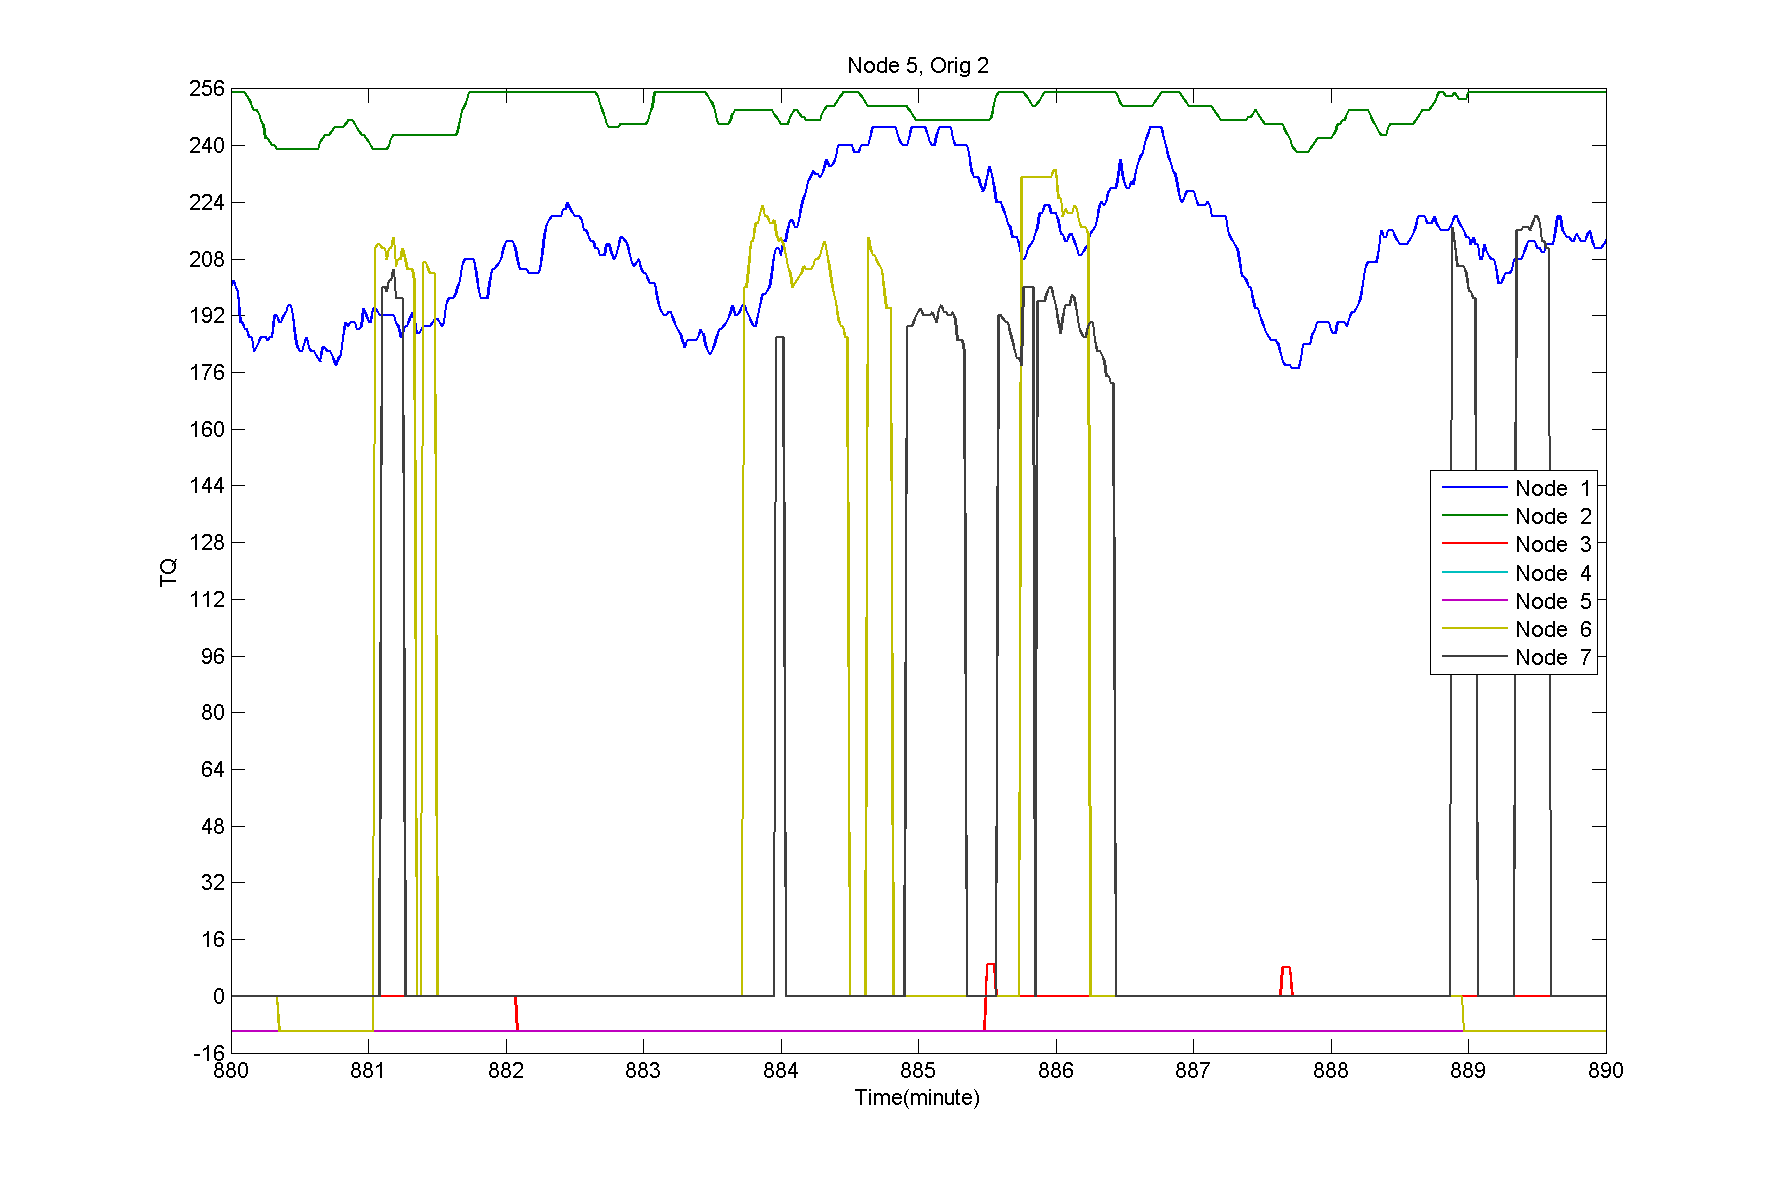 Node 5, Orig 2
256
240
224
208
192
176
160
144
128
112
96
80
64
48
32
16
0
-16
TQ
880 881 882 883 884 885 886 887 888 889 890
Time(minute)
Node 1
Node 2
Node 3
Node 4
Node 5
Node 6
Node 7